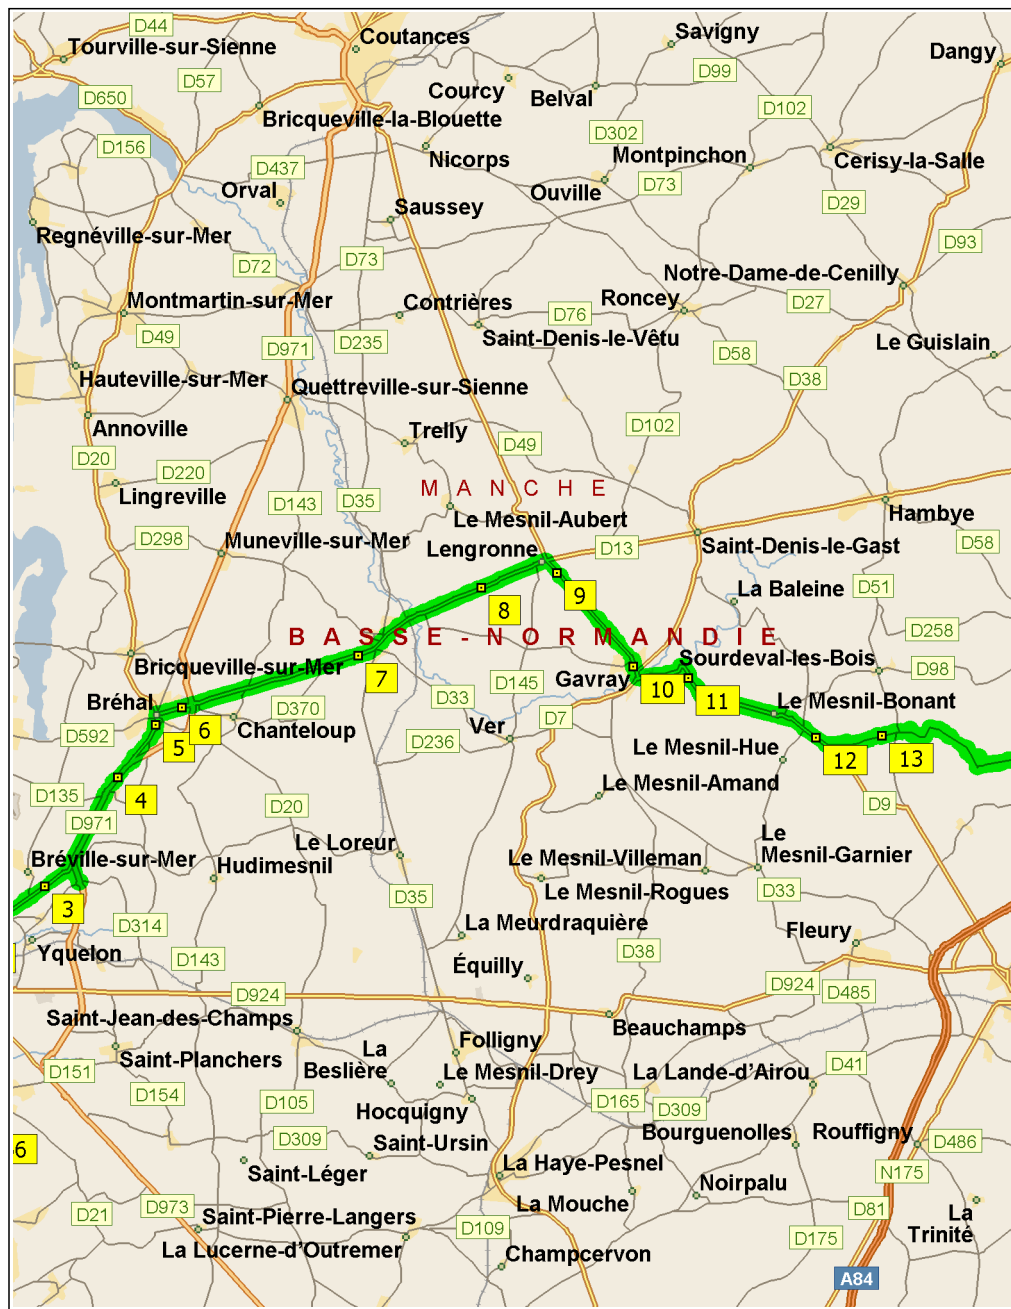 D44
Coutances
Savigny
Tourville-sur-Sienne
Dangy
D57
D99
Courcy
Belval
D650
D102
Bricqueville-la-Blouette
D302
D156
Nicorps
Montpinchon
Cerisy-la-Salle
D437
Orval
Ouville
D73
Saussey
D29
Regnéville-sur-Mer
D93
D72
D73
Notre-Dame-de-Cenilly
Montmartin-sur-Mer
Contrières
Roncey
D27
D76
D49
D971
D235
Saint-Denis-le-Vêtu
Le Guislain
D58
Hauteville-sur-Mer
Quettreville-sur-Sienne
D38
Annoville
Trelly
D102
D20
D49
D220
Lingreville
MANCHE
D143
D35
Hambye
Le Mesnil-Aubert
D298
Muneville-sur-Mer
Lengronne
D13
Saint-Denis-le-Gast
D58
La Baleine
D51
9
8
D258
BASSE-NORMANDIE
Bricqueville-sur-Mer
Sourdeval-les-Bois
D98
7
Gavray
10
D145
11
Bréhal
D33
Le Mesnil-Bonant
D370
D592
6
Chanteloup
Ver
D7
5
D236
Le Mesnil-Hue
12
13
D135
4
Le Mesnil-Amand
D20
D9
D971
Le Loreur
Le
Mesnil-Garnier
Bréville-sur-Mer
Hudimesnil
Le Mesnil-Villeman
Le Mesnil-Rogues
D33
3
D35
D314
La Meurdraquière
Fleury
Yquelon
D143
Équilly
D38
D924
D924
D485
Saint-Jean-des-Champs
Beauchamps
Saint-Planchers
Folligny
La
Beslière
D151
Le Mesnil-Drey
La Lande-d'Airou
D41
D154
D105
D165
D309
Hocquigny
D309
Saint-Ursin
Bourguenolles
Rouffigny
D486
6
Saint-Léger
La Haye-Pesnel
N175
Noirpalu
La Mouche
D973
D21
Saint-Pierre-Langers
D81
La
Trinité
La Lucerne-d'Outremer
D109
D175
Champcervon
A84